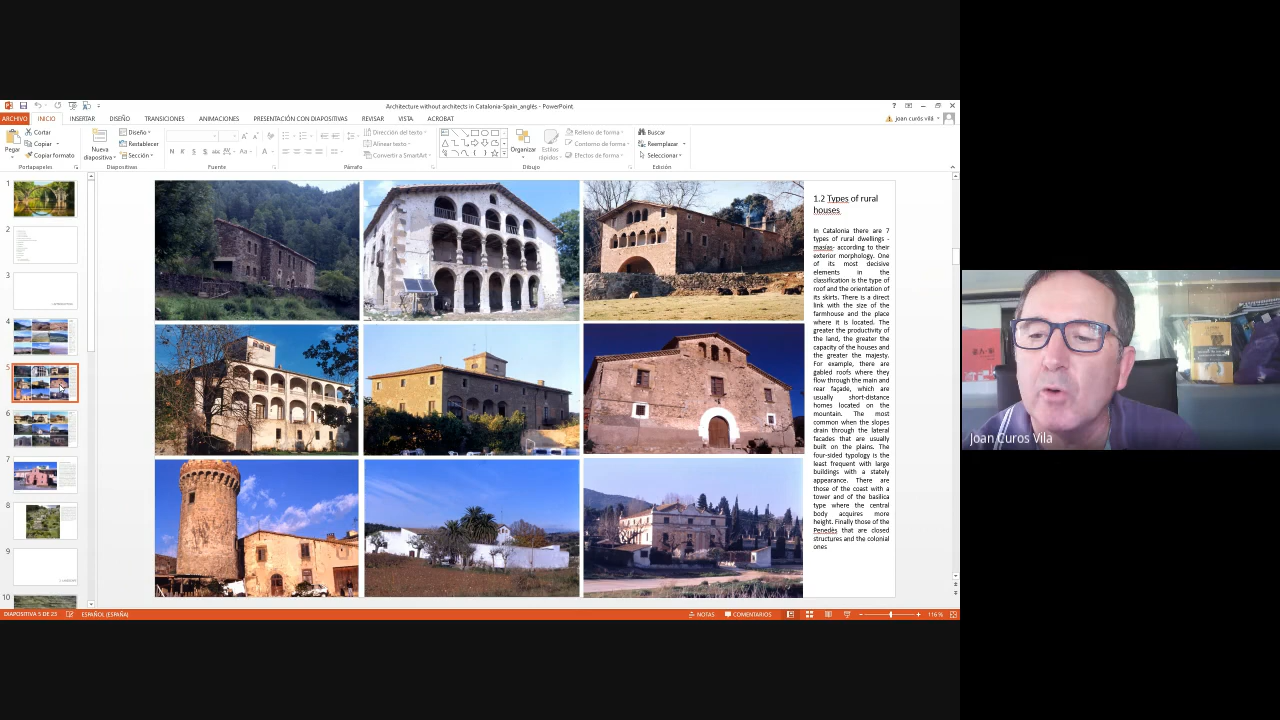 Architecture without architects in Catalonia-Spain_anglés - PowerPoint
ARCHIVO INICIO INSERTAR DISEÑO TRANSICIONES ANIMACIONES PRESENTACIÓN CON DIAPOSITIVAS REVISAR VISTA ACROBAT
joan curós vilá
Pegar
Cortar
Copiar
Copiar formato
Portapapeles
Nueva diapositiva
Diseño
Restablecer
Sección
Diapositivas
Fuente
Dirección del texto
Alinear texto
Convertir a SmartArt
Párrafo
Organizar
Estilos rápidos
Relleno de forma
Contorno de forma
Efectos de forma
Dibujo
Buscar
Reemplazar
Seleccionar
Edición
1
2
3
4
5
6
7
8
9
10
1.2 Types of rural
houses
In Catalonia there are 7
types of rural dwellings -
masias- according to their
exterior morphology. One
of its most decisive
elements in the
classification is the type of
roof and the orientation of
its skirts. There is a direct
link with the size of the
farmhouse and the place
where it is located. The
greater the productivity of
the land, the greater the
capacity of the houses and
the greater the majesty.
For example, there are
gabled roofs where they
flow through the main and
rear façade, which are
usually short-distance
homes located on the
mountain. The most
common when the slopes
drain through the lateral
facades that are usually
built on the plains. The
four-sided typology is the
least frequent with large
buildings with a stately
appearance. There are
those of the coast with a
tower and of the basilica
type where the central
body acquires more
height. Finally those of the
Penedès that are closed
structures and the colonial
ones
Joan Curos Vila
DIAPOSITIVA 5 DE 23 ESPAÑOL (ESPAÑA) NOTAS COMENTARIOS 116 %